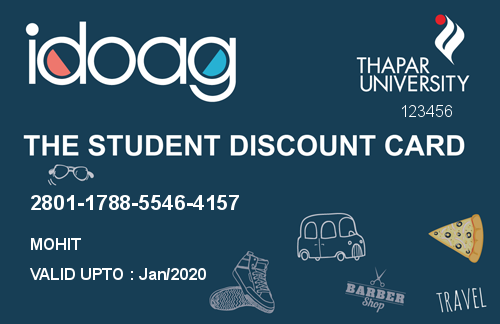 idoag
THAPAR
UNIVERSITY
123456
THE STUDENT DISCOUNT CARD
2801-1788-5546-4157
MOHIT
VALID UPTO : Jan/2020
BARBER
Shop
TRAVEL